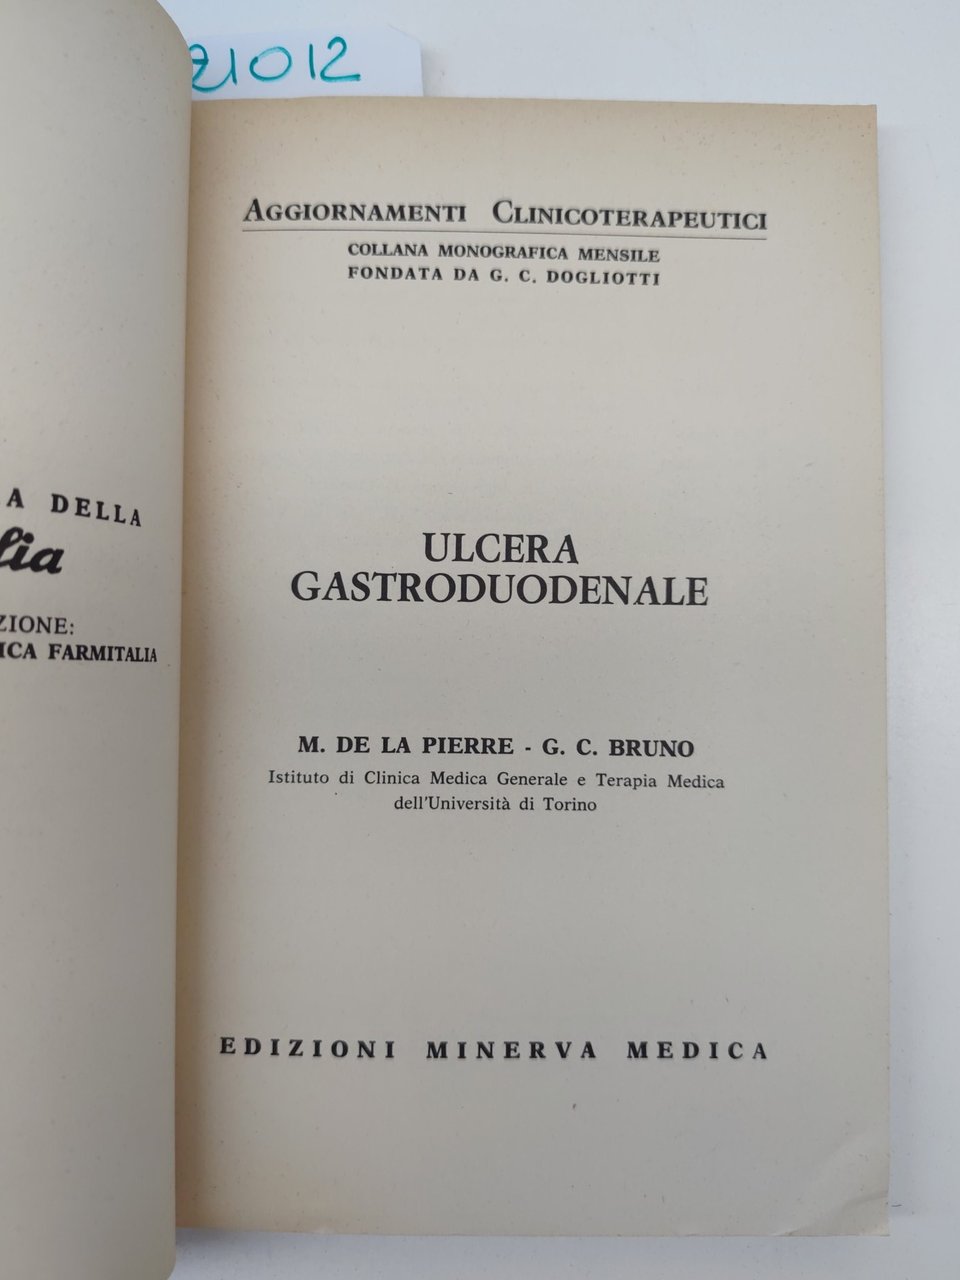 21012
A DELLA
lia
ZIONE:
ICA FARMITALIA
AGGIORNAMENTI CLINICOTERAPEUTICI
COLLANA MONOGRAFICA MENSILE
FONDATA DA G. C. DOGLIOTTI
ULCERA
GASTRODUODENALE
M. DE LA PIERRE - G. C. BRUNO
Istituto di Clinica Medica Generale e Terapia Medica
dell'Università di Torino
EDIZIONI MINERVA MEDICA